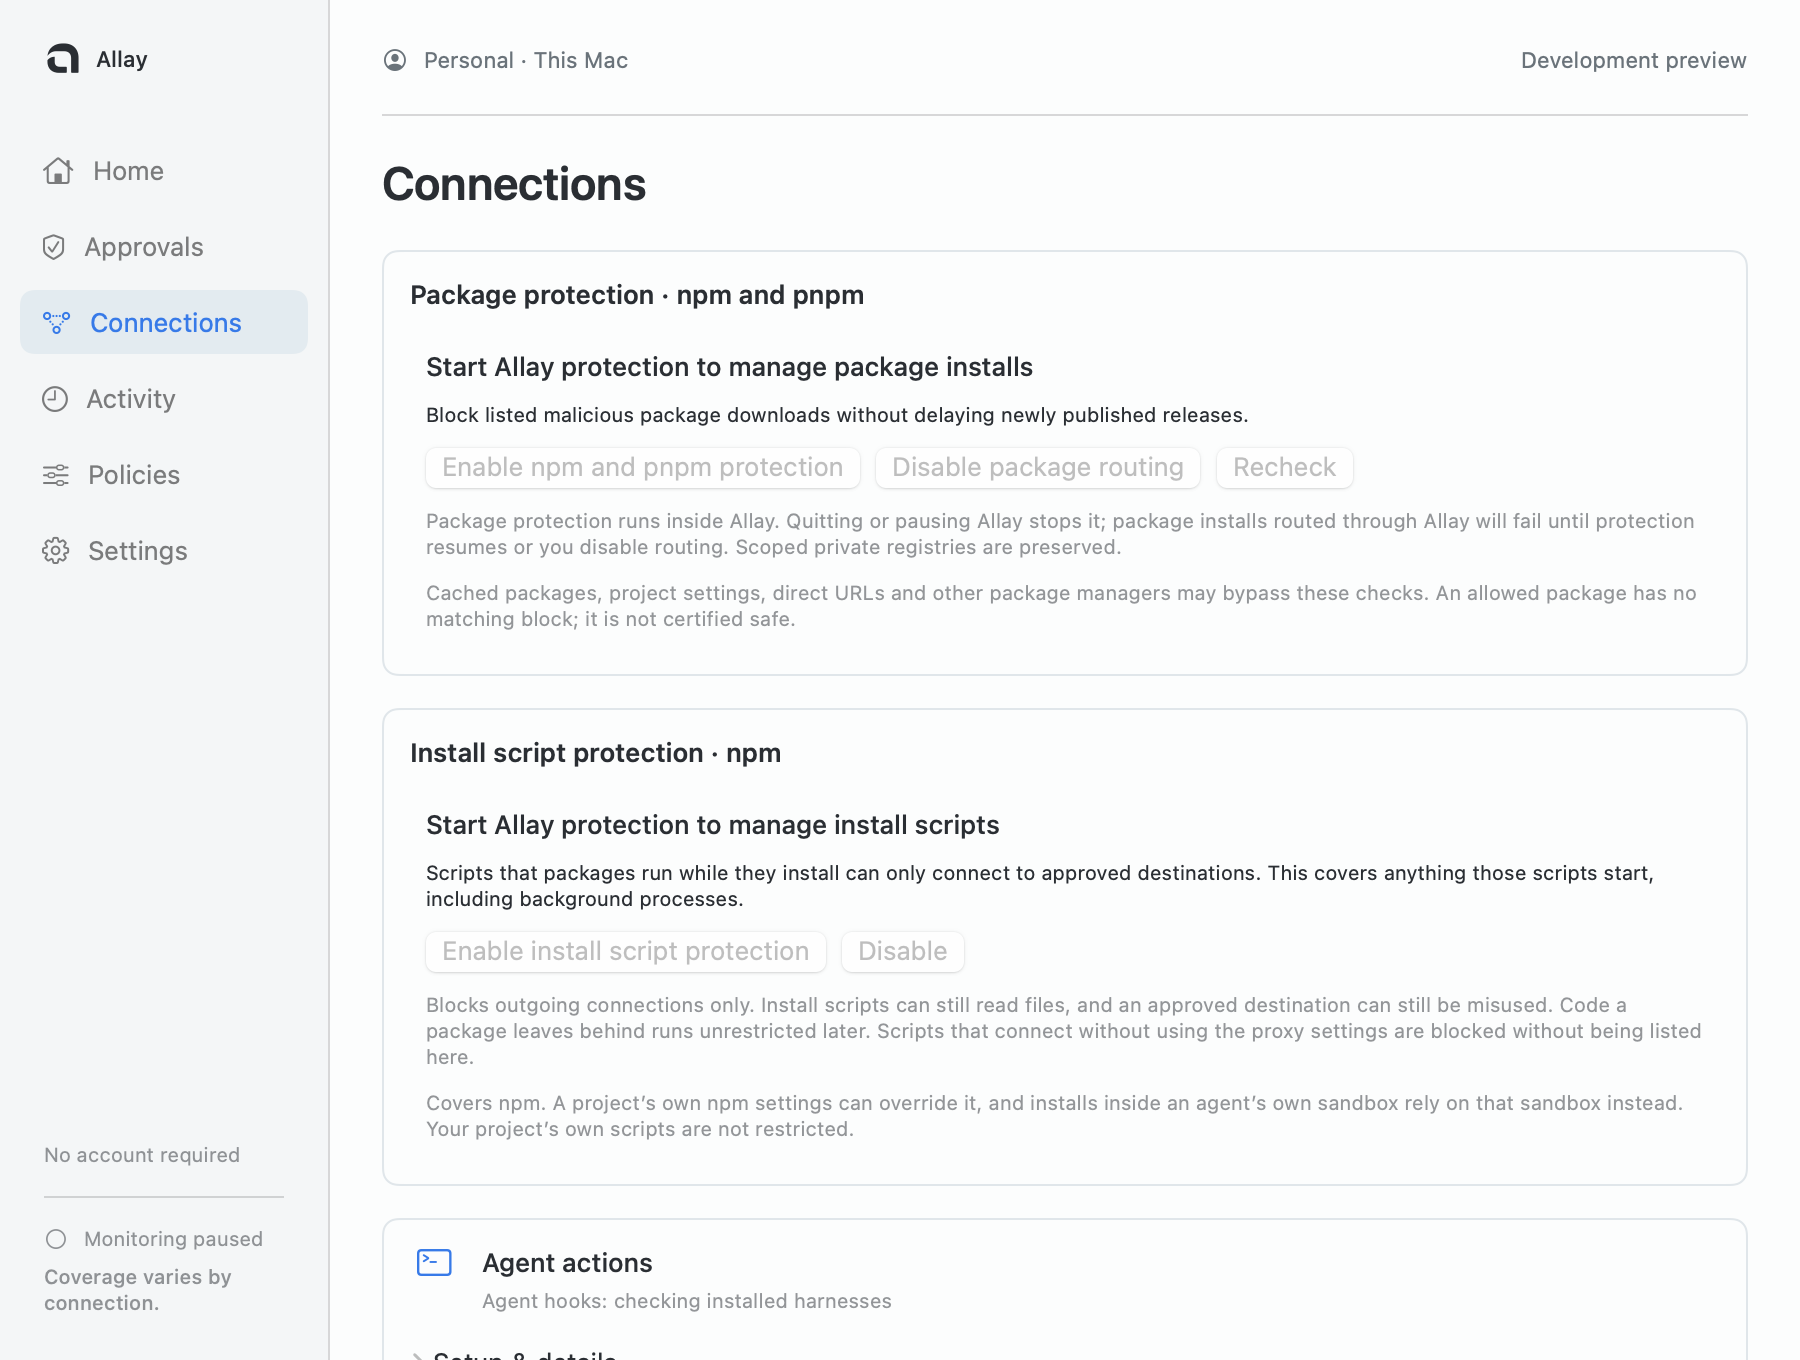 Allay
Home
Approvals
Connections
Activity
Policies
Settings
No account required
Monitoring paused
Coverage varies by
connection.
Personal · This Mac
Development preview
Connections
Package protection · npm and pnpm
Start Allay protection to manage package installs
Block listed malicious package downloads without delaying newly published releases.
Enable npm and pnpm protection
Disable package routing
Recheck
Package protection runs inside Allay. Quitting or pausing Allay stops it; package installs routed through Allay will fail until protection
resumes or you disable routing. Scoped private registries are preserved.
Cached packages, project settings, direct URLs and other package managers may bypass these checks. An allowed package has no
matching block; it is not certified safe.
Install script protection · npm
Start Allay protection to manage install scripts
Scripts that packages run while they install can only connect to approved destinations. This covers anything those scripts start,
including background processes.
Enable install script protection
Disable
Blocks outgoing connections only. Install scripts can still read files, and an approved destination can still be misused. Code a
package leaves behind runs unrestricted later. Scripts that connect without using the proxy settings are blocked without being listed
here.
Covers npm. A project’s own npm settings can override it, and installs inside an agent’s own sandbox rely on that sandbox instead.
Your project’s own scripts are not restricted.
Agent actions
Agent hooks: checking installed harnesses
Setup & details